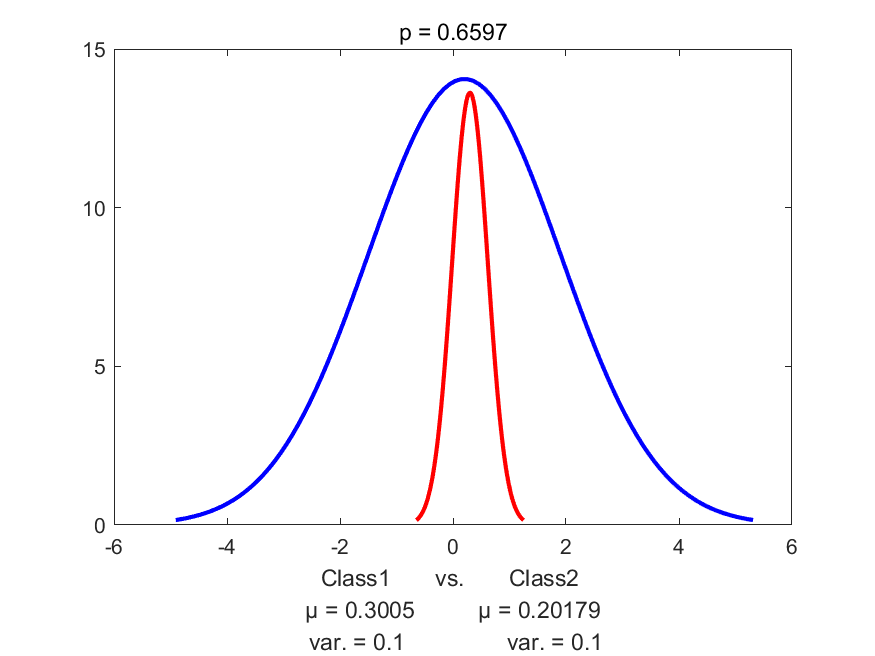 p = 0.6597
15
10
5
0
-6 -4 -2 0 2 4 6
Class1 vs. Class2
μ = 0.3005 μ = 0.20179
var. = 0.1 var. = 0.1